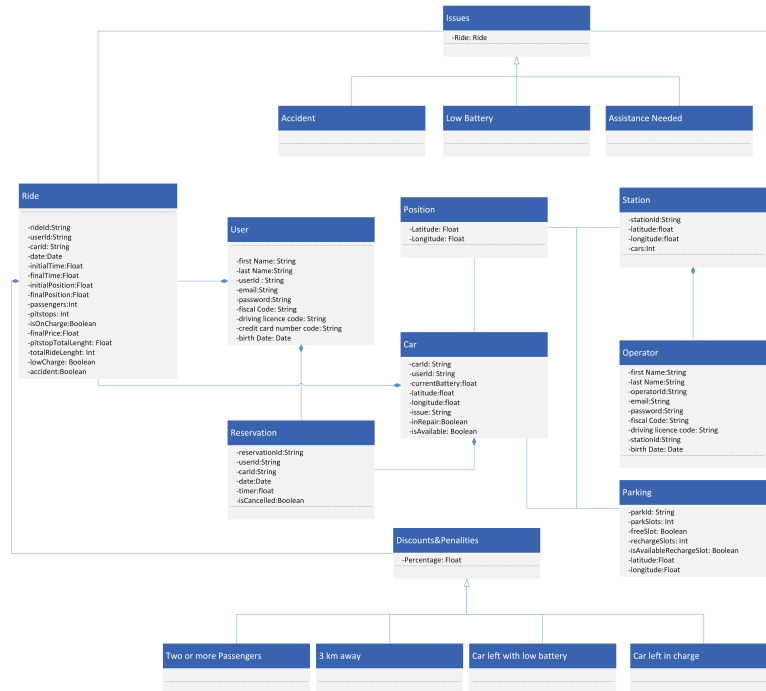 Issues
-Ride: Ride
Accident
Low Battery
Assistance Needed
Ride
-rideId:String
-userId:String
-carId: String
-date:Date
-initialTime:Float
-finalTime:Float
-initialPosition:Float
-finalPosition:Float
-passengers:Int
-pitstops: Int
-isOnCharge:Boolean
-finalPrice:Float
-pitstopTotalLenght: Float
-totalRideLenght: Int
-lowCharge: Boolean
-accident:Boolean
User
-first Name: String
-last Name:String
-userId : String
-email:String
-password:String
-fiscal Code: String
-driving licence code: String
-credit card number code: String
-birth Date: Date
Position
-Latitude: Float
-Longitude: Float
Station
-stationId:String
-latitude:float
-longitude:float
-cars:Int
Car
-carId: String
-userId: String
-currentBattery:float
-latitude:float
-longitude:float
-issue: String
-inRepair:Boolean
-isAvailable: Boolean
Operator
-first Name:String
-last Name:String
-operatorId:String
-email:String
-password:String
-fiscal Code: String
-driving licence code: String
-stationId:String
-birth Date: Date
Reservation
-reservationId:String
-userId:String
-carId:String
-date:Date
-timer:float
-isCancelled:Boolean
Parking
-parkId: String
-parkSlots: Int
-freeSlot: Boolean
-rechargeSlots: Int
-isAvailableRechargeSlot: Boolean
-latitude:Float
-longitude:Float
Discounts&Penalities
-Percentage: Float
Two or more Passengers
3 km away
Car left with low battery
Car left in charge